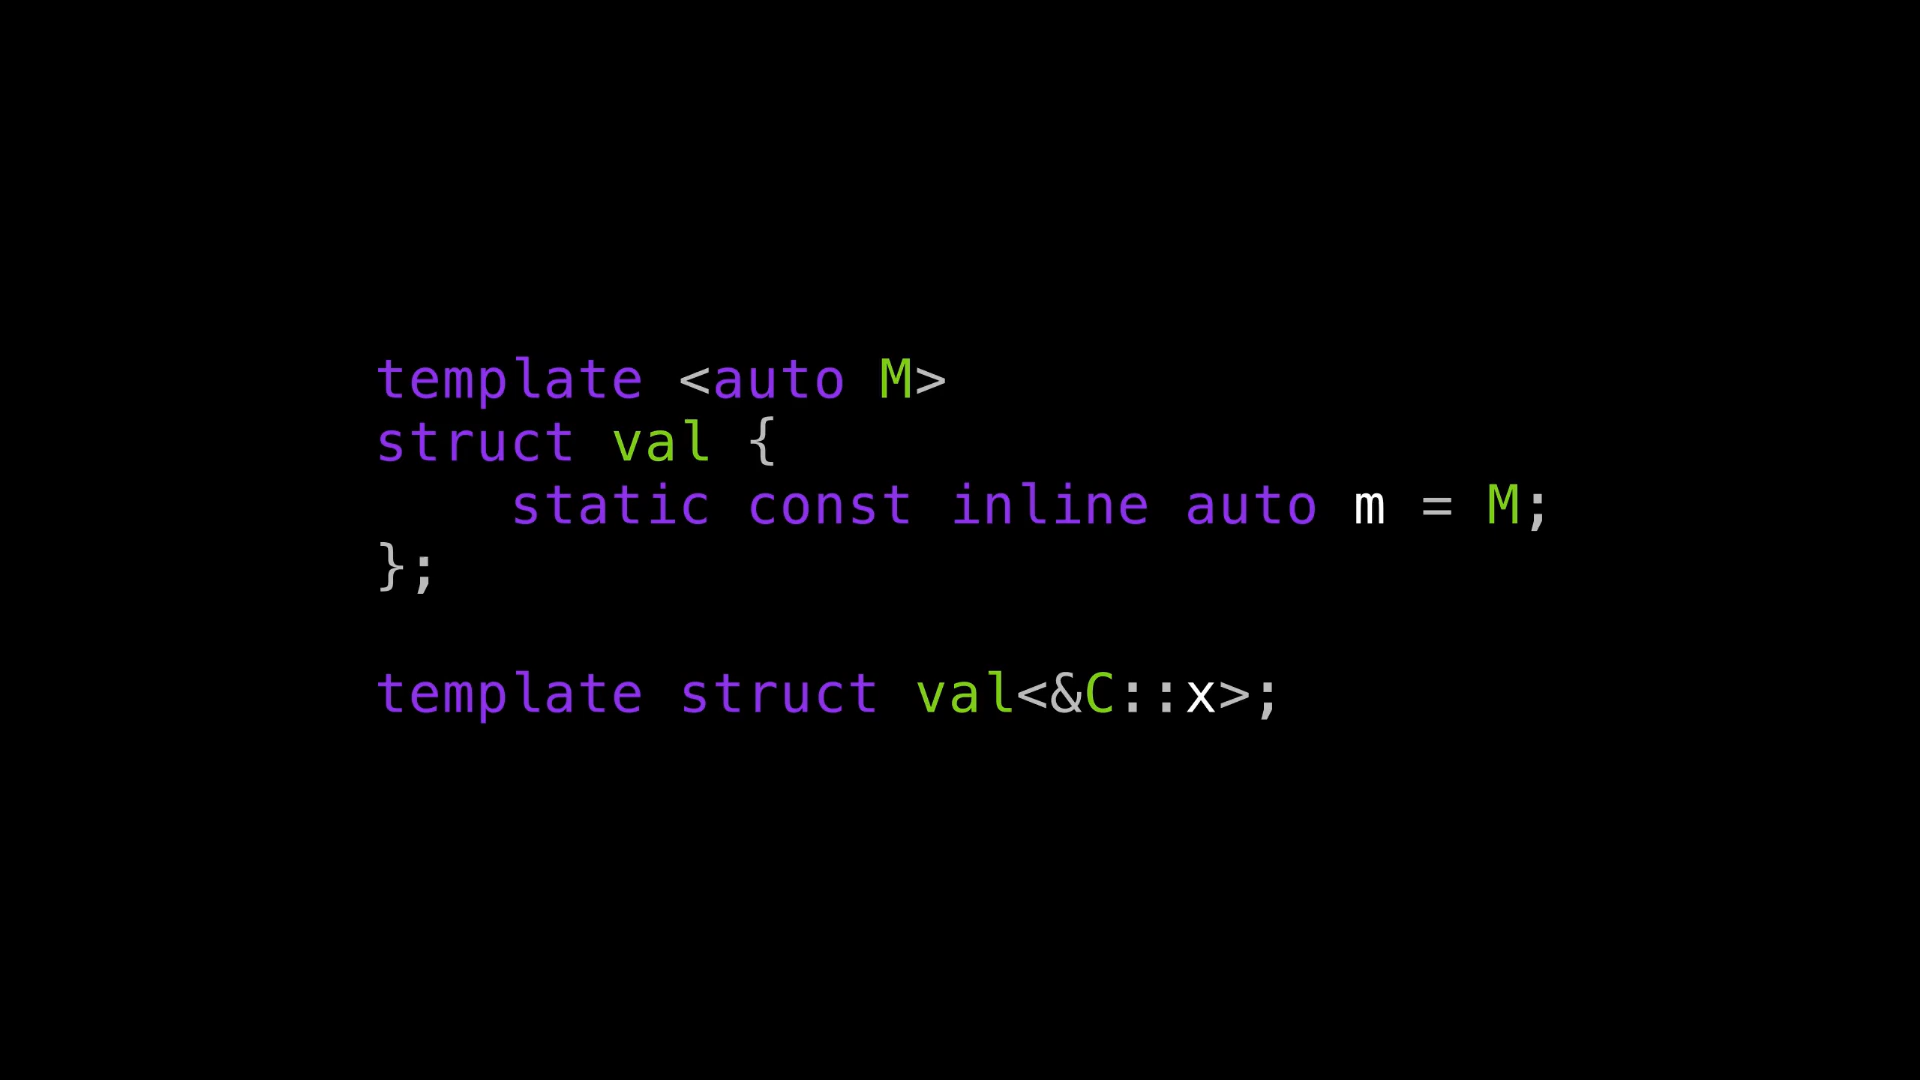 template <auto M>
struct val {
    static const inline auto m = M;
};

template struct val<&C::x>;